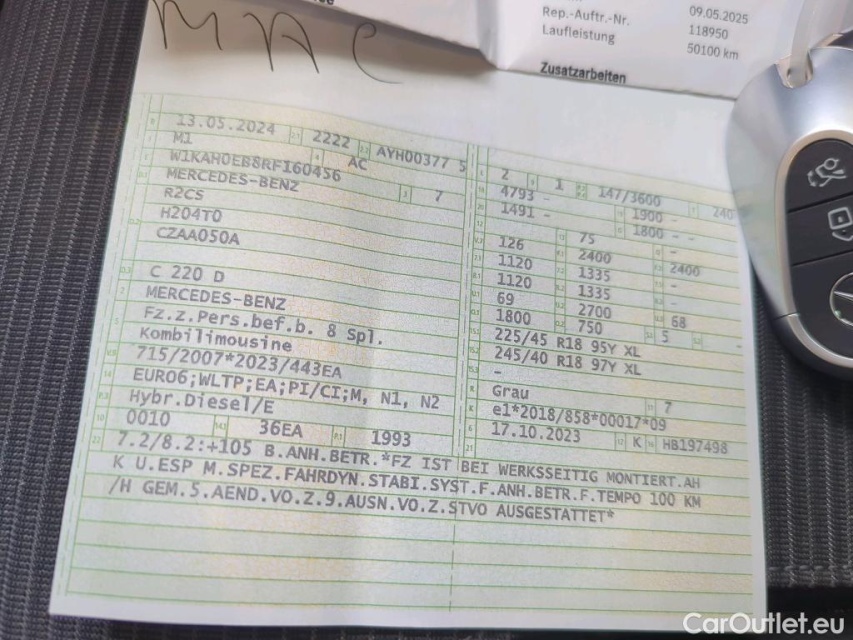 Rep.-Auftr.-Nr. 09.05.2025
Laufleistung 118950
50100 km
Zusatzarbeiten
13.05.2024 2222 AYH00377 5 2 1 147/3600 240
M1 AC 4793 - 1900 -
W1KAH0EB8RF160456 1491 - 1800 - -
MERCEDES-BENZ 7 126 75 -
R2CS 1120 2400 2400
H204T0 1120 1335 -
CZAA050A 69 1335 -
C 220 D 1800 2700 68
MERCEDES-BENZ 750 5 -
Fz.z.Pers.bef.b. 8 Spl. 225/45 R18 95Y XL
Kombilimousine 245/40 R18 97Y XL
715/2007*2023/443EA -
EURO6;WLTP;EA;PI/CI;M, N1, N2 Grau 7
Hybr.Diesel/E e1*2018/858*00017*09
0010 36EA 1993 17.10.2023 K HB197498
7.2/8.2:+105 B.ANH.BETR.*FZ IST BEI WERKSSEITIG MONTIERT.AH
K U.ESP M.SPEZ.FAHRDYN.STABI.SYST.F.ANH.BETR.F.TEMPO 100 KM
/H GEM.5.AEND.VO.Z.9.AUSN.VO.Z.STVO AUSGESTATTET*
CarOutlet.eu